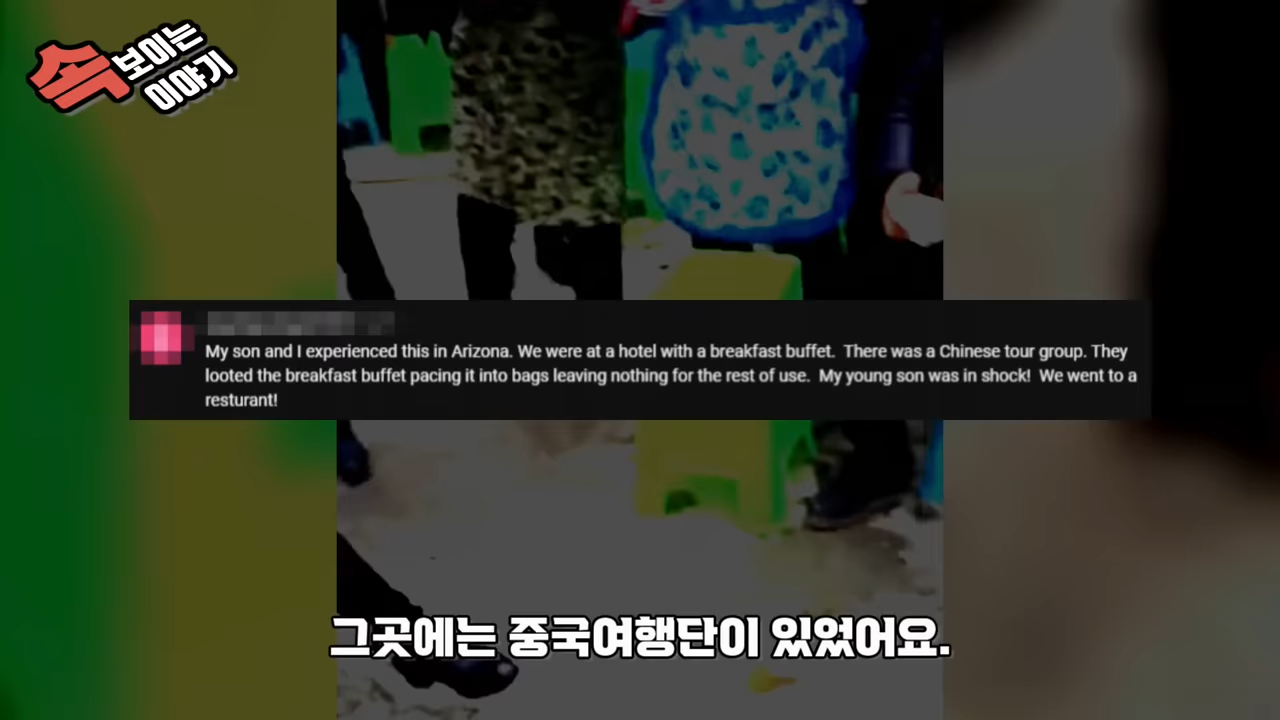 속보이는
이야기
My son and I experienced this in Arizona. We were at a hotel with a breakfast buffet.  There was a Chinese tour group. They
looted the breakfast buffet pacing it into bags leaving nothing for the rest of use.  My young son was in shock!  We went to a
resturant!
그곳에는 중국여행단이 있었어요.